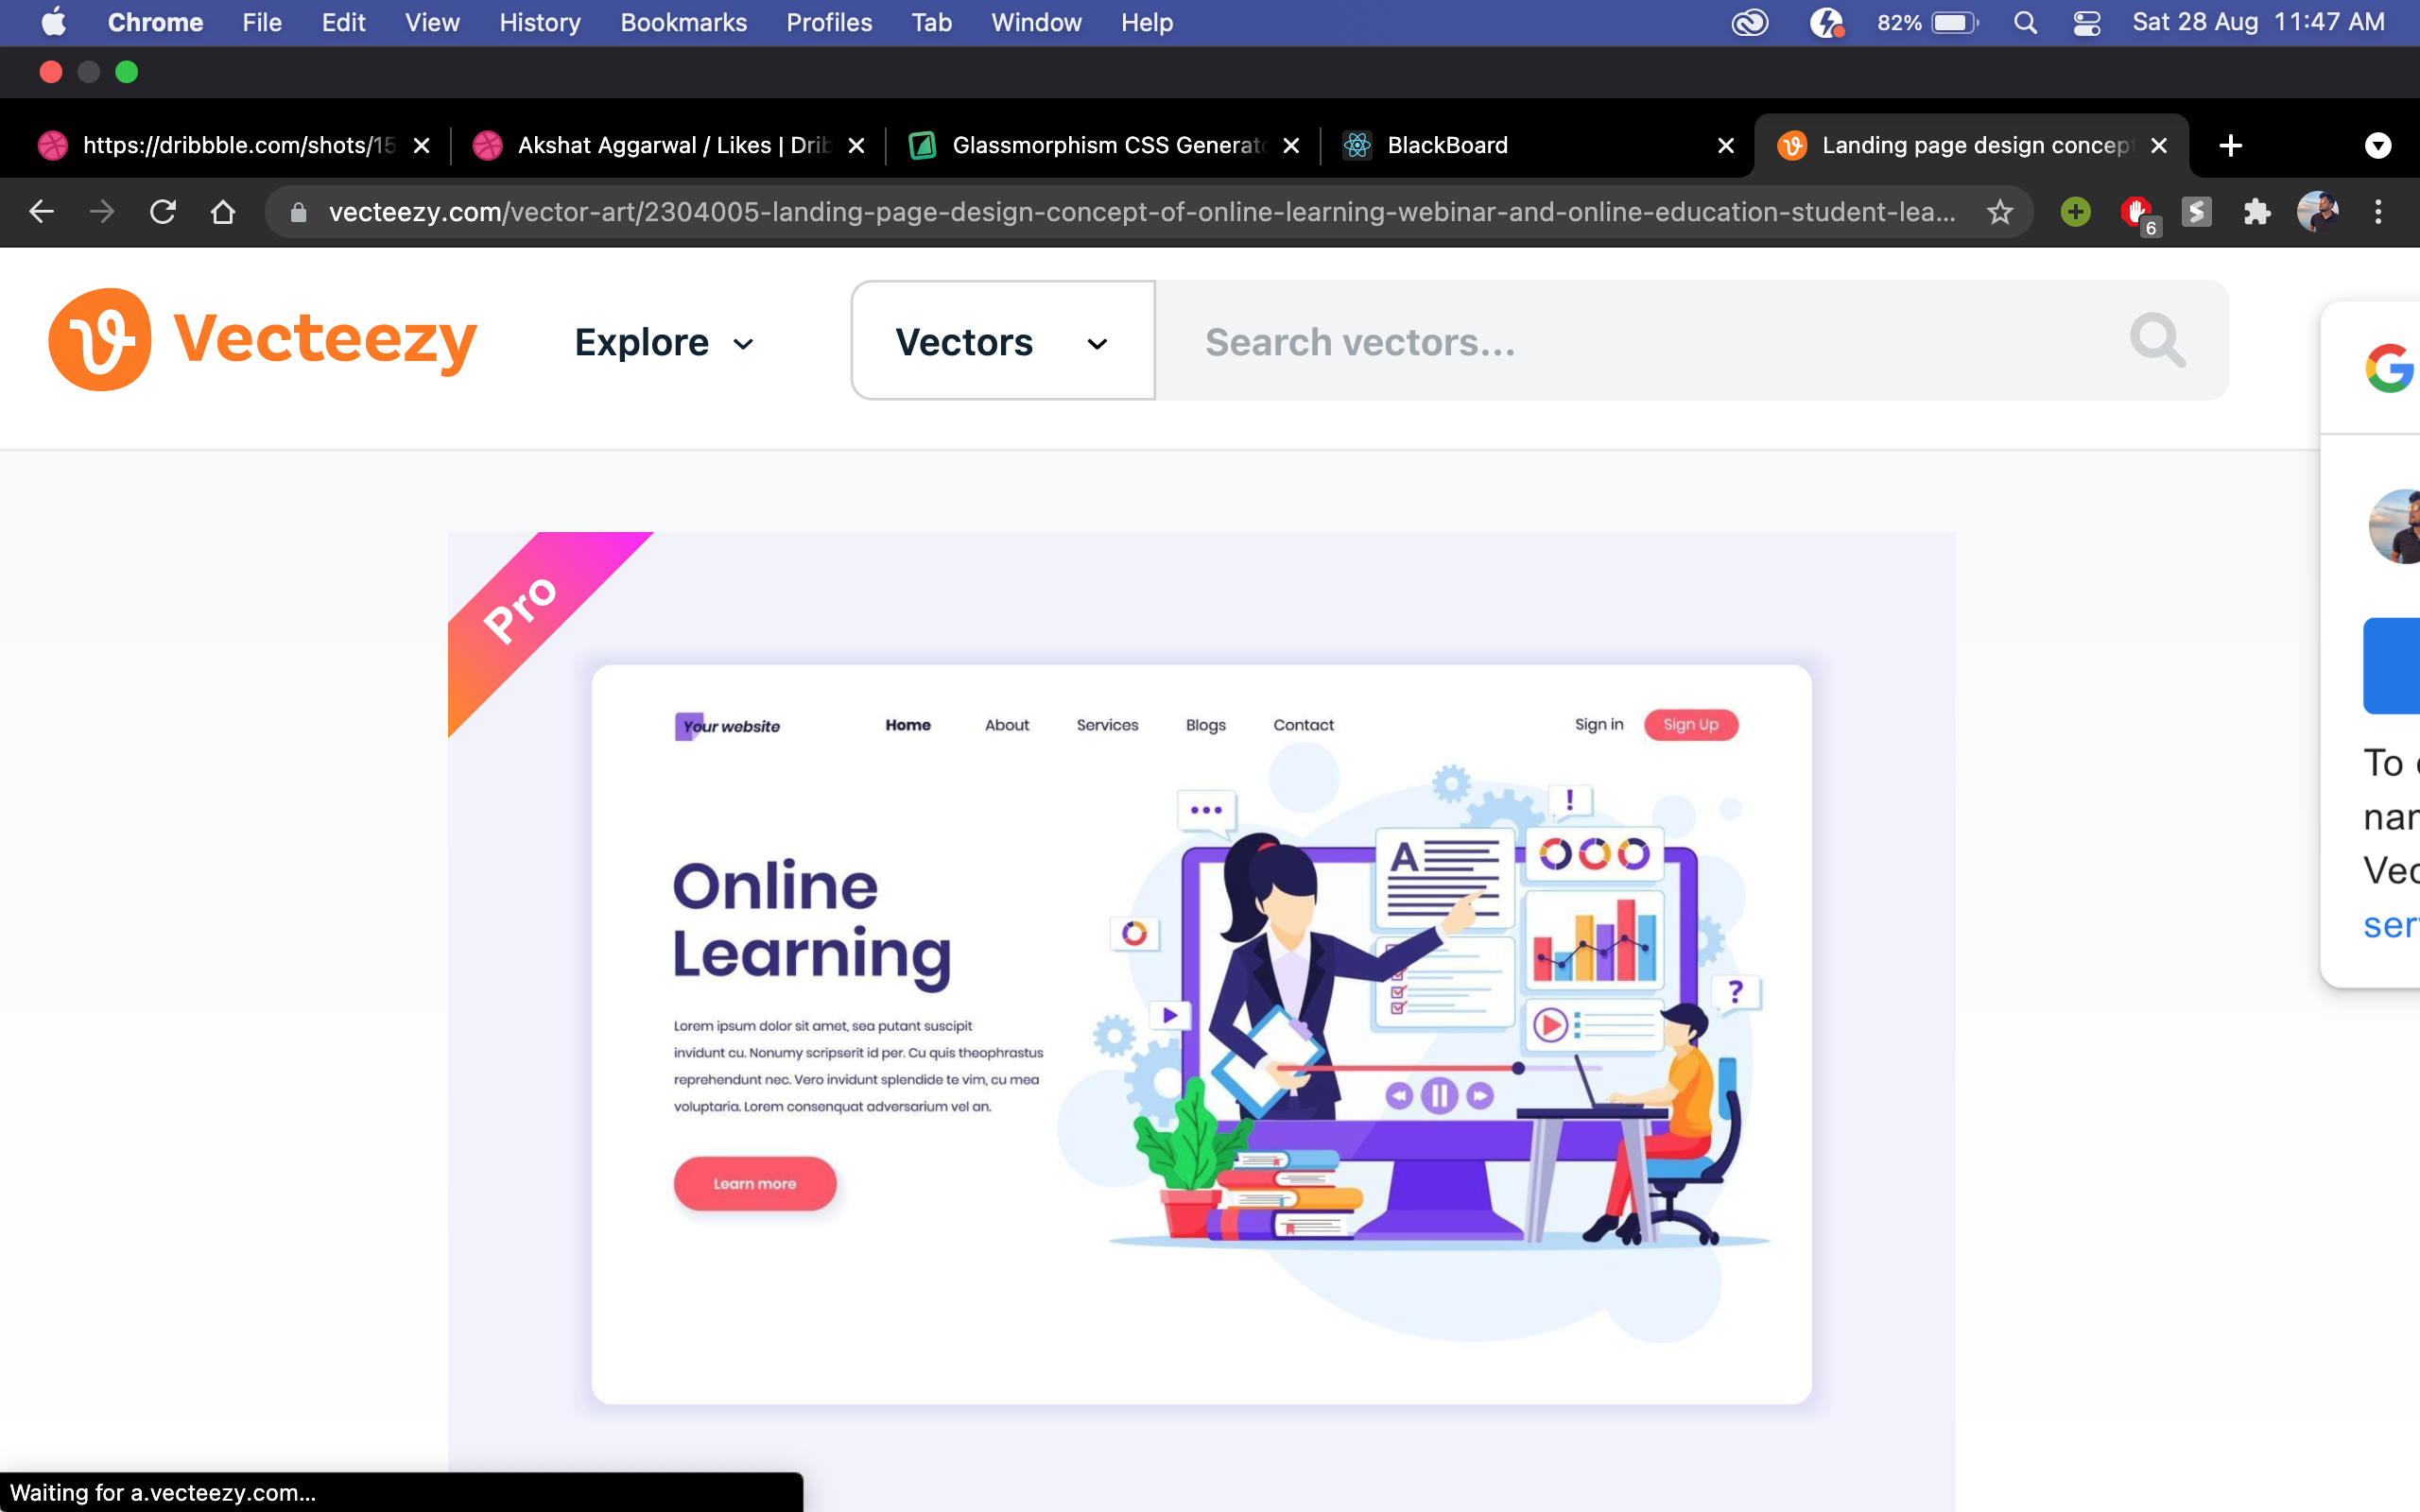 Chrome File Edit View History Bookmarks Profiles Tab Window Help 82% Sat 28 Aug 11:47 AM
https://dribbble.com/shots/15 Akshat Aggarwal / Likes | Drib Glassmorphism CSS Generat BlackBoard Landing page design concep
vecteezy.com/vector-art/2304005-landing-page-design-concept-of-online-learning-webinar-and-online-education-student-lea... 6
Vecteezy Explore Vectors Search vectors...
G
Pro
Your website Home About Services Blogs Contact Sign in Sign Up
To
nar
Vec
ser
...
!
A
?
Online
Learning
Lorem ipsum dolor sit amet, sea putant suscipit
invidunt cu. Nonumy scripserit id per. Cu quis theophrastus
reprehendunt nec. Vero invidunt splendide te vim, cu mea
voluptaria. Lorem consenquat adversarium vel an.
Learn more
Waiting for a.vecteezy.com...